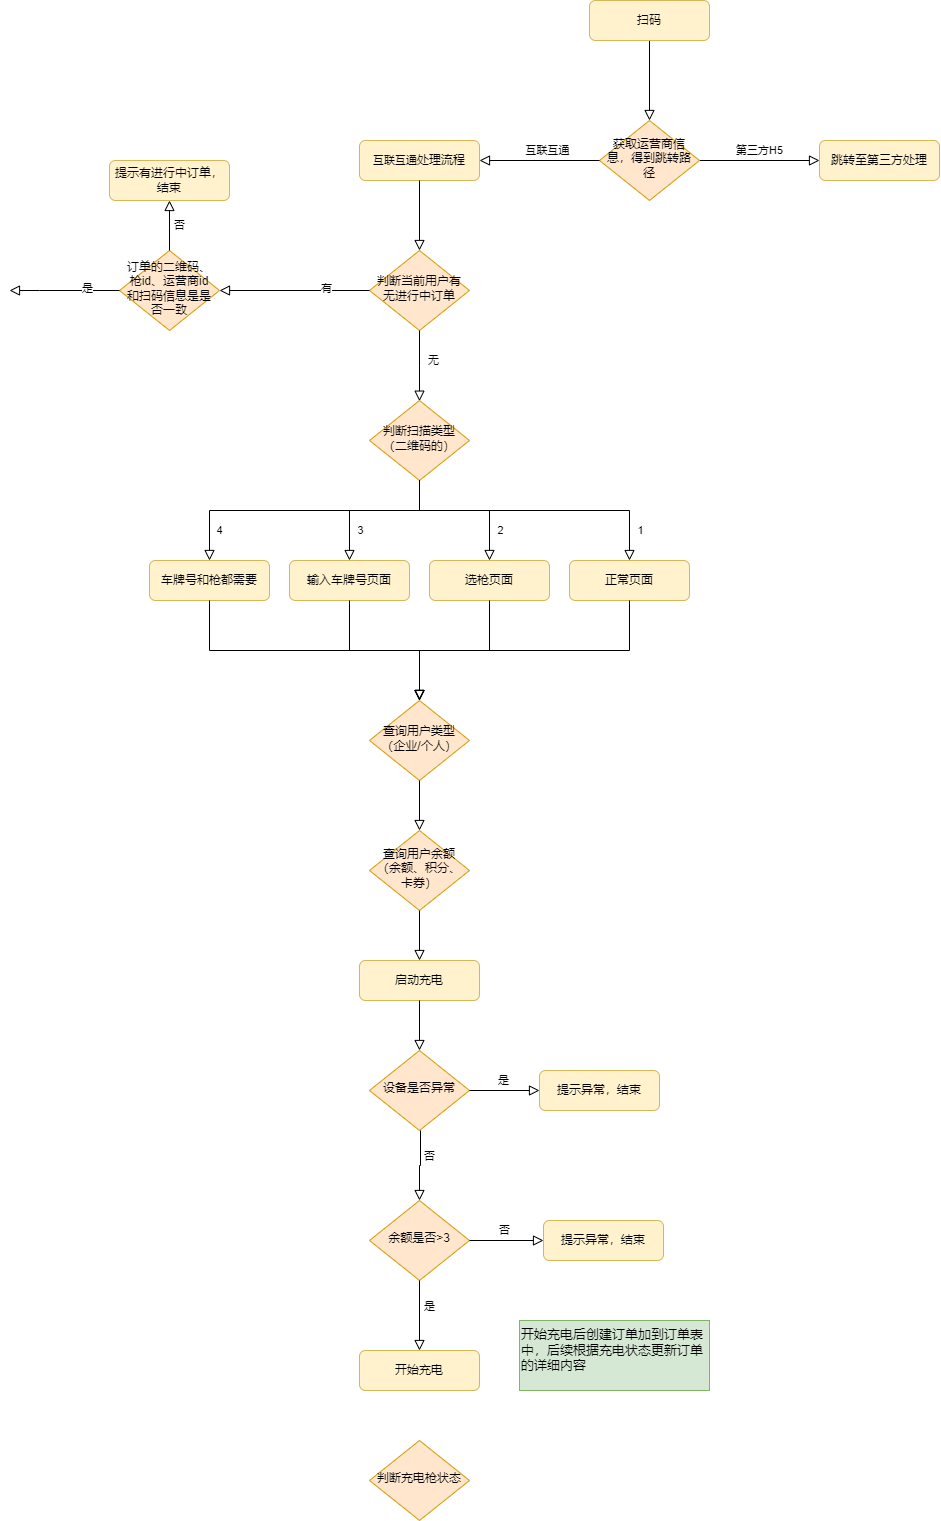 扫码
获取运营商信
息，得到跳转路
径
互联互通
第三方H5
互联互通处理流程
跳转至第三方处理
提示有进行中订单，
结束
否
订单的二维码、
枪id、运营商id
和扫码信息是是
否一致
是
有
判断当前用户有
无进行中订单
无
判断扫描类型
（二维码的）
4
3
2
1
车牌号和枪都需要
输入车牌号页面
选枪页面
正常页面
查询用户类型
（企业/个人）
查询用户余额
（余额、积分、
卡券）
启动充电
设备是否异常
是
提示异常，结束
否
余额是否>3
否
提示异常，结束
是
开始充电
开始充电后创建订单加到订单表
中，后续根据充电状态更新订单
的详细内容
判断充电枪状态